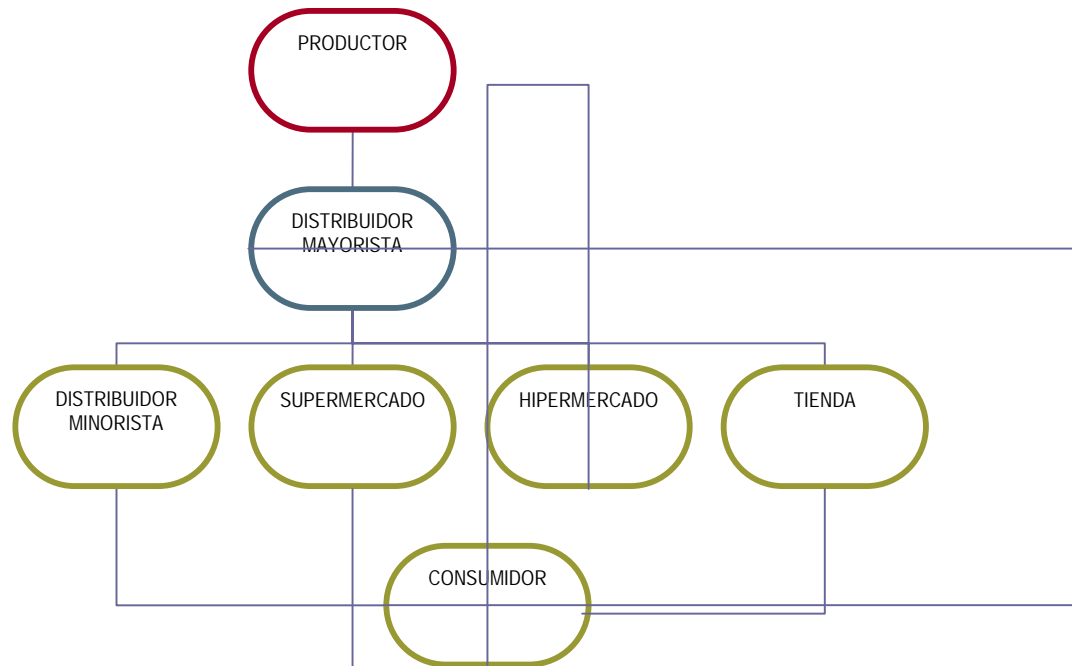 PRODUCTOR
DISTRIBUIDOR
MAYORISTA
DISTRIBUIDOR
MINORISTA
SUPERMERCADO
HIPERMERCADO
TIENDA
CONSUMIDOR